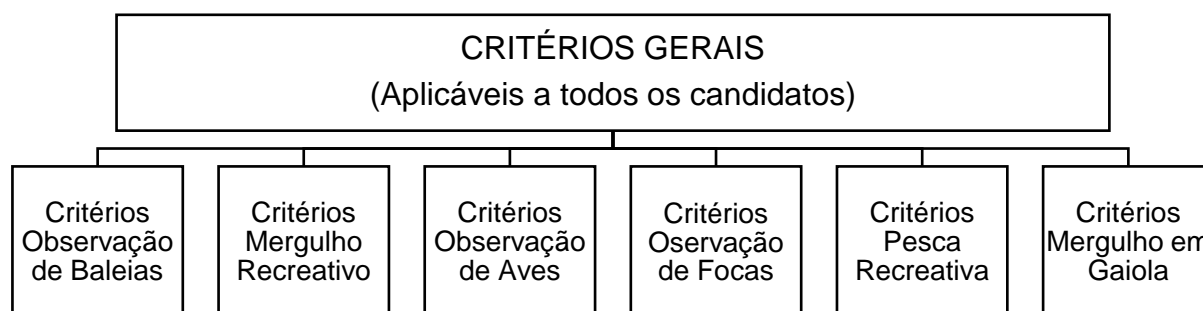 CRITÉRIOS GERAIS
(Aplicáveis a todos os candidatos)
Critérios
Observação
de Baleias
Critérios
Mergulho
Recreativo
Critérios
Observação
de Aves
Critérios
Oservação
de Focas
Critérios
Pesca
Recreativa
Critérios
Mergulho em
Gaiola